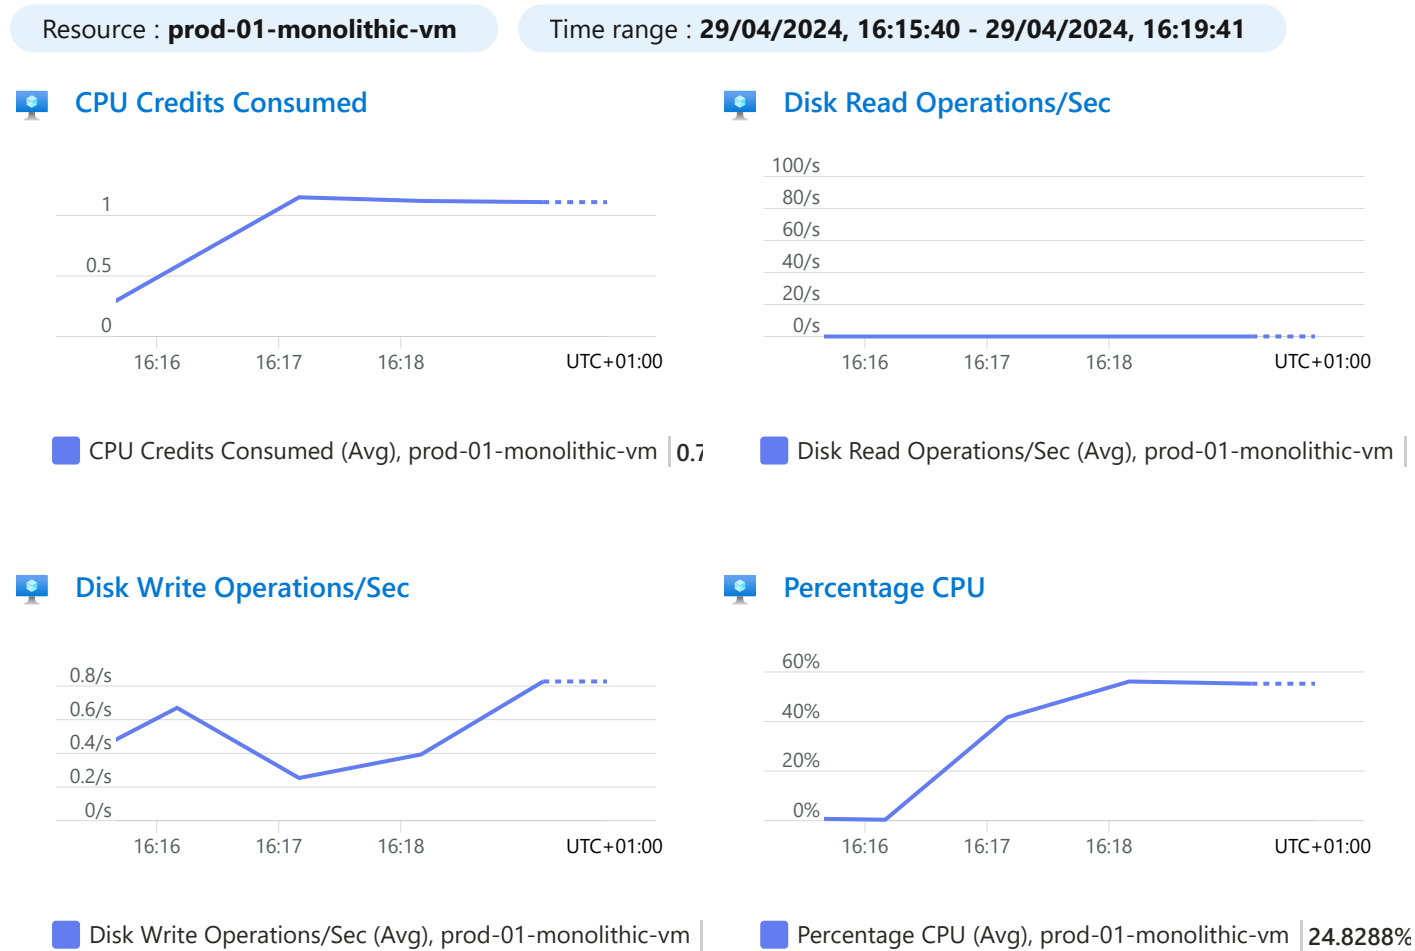 Resource : prod-01-monolithic-vm
Time range : 29/04/2024, 16:15:40 - 29/04/2024, 16:19:41
CPU Credits Consumed
1
0.5
0
16:16 16:17 16:18 UTC+01:00
CPU Credits Consumed (Avg), prod-01-monolithic-vm 0.7
Disk Read Operations/Sec
100/s
80/s
60/s
40/s
20/s
0/s
16:16 16:17 16:18 UTC+01:00
Disk Read Operations/Sec (Avg), prod-01-monolithic-vm
Disk Write Operations/Sec
0.8/s
0.6/s
0.4/s
0.2/s
0/s
16:16 16:17 16:18 UTC+01:00
Disk Write Operations/Sec (Avg), prod-01-monolithic-vm
Percentage CPU
60%
40%
20%
0%
16:16 16:17 16:18 UTC+01:00
Percentage CPU (Avg), prod-01-monolithic-vm 24.8288%